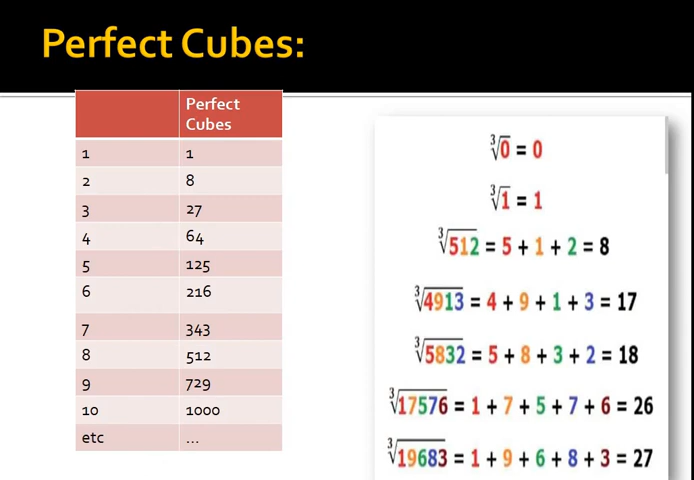 Perfect Cubes:
Perfect
Cubes
1 1
2 8
3 27
4 64
5 125
6 216
7 343
8 512
9 729
10 1000
etc ...
∛0 = 0
∛1 = 1
∛512 = 5 + 1 + 2 = 8
∛4913 = 4 + 9 + 1 + 3 = 17
∛5832 = 5 + 8 + 3 + 2 = 18
∛17576 = 1 + 7 + 5 + 7 + 6 = 26
∛19683 = 1 + 9 + 6 + 8 + 3 = 27